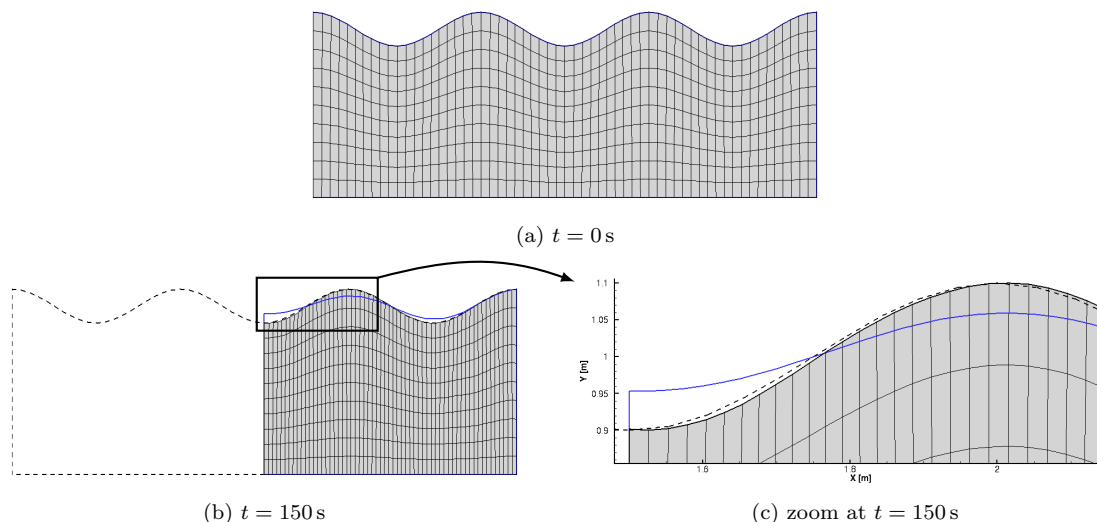 (a) t = 0 s
1.1
1.05
1
0.95
0.9
Y [m]
1.6
1.8
2
X [m]
(b) t = 150 s
(c) zoom at t = 150 s